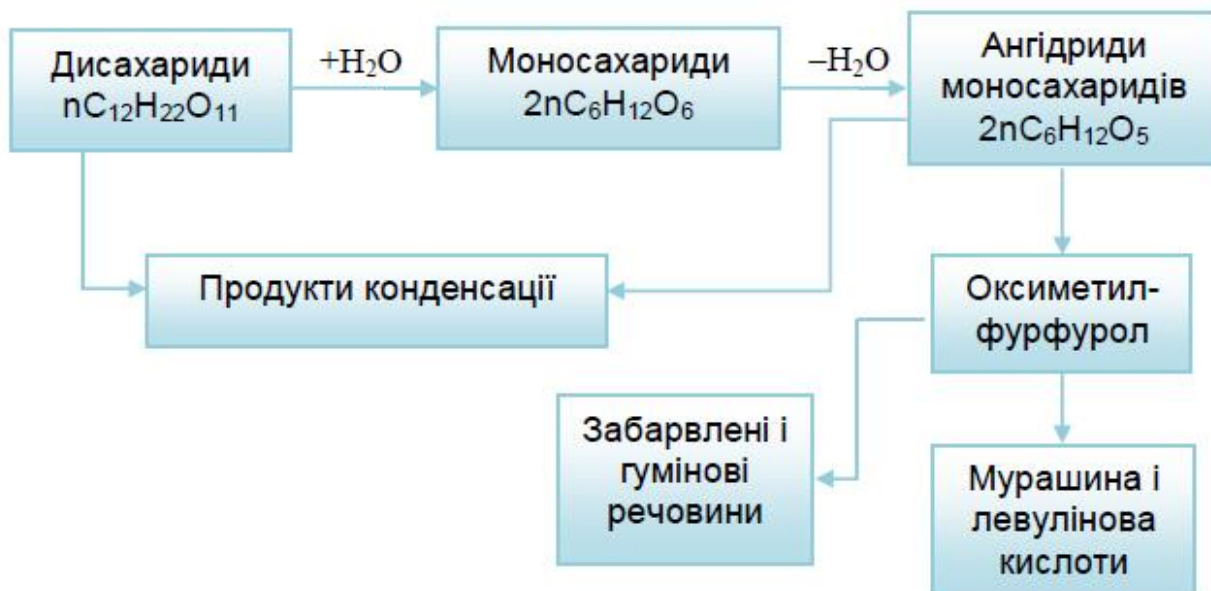 Дисахариди
nC₁₂H₂₂O₁₁
+H₂O
Моносахариди
2nC₆H₁₂O₆
–H₂O
Ангідриди
моносахаридів
2nC₆H₁₂O₅
Продукти конденсації
Оксиметил-
фурфурол
Забарвлені і
гумінові
речовини
Мурашина і
левулінова
кислоти